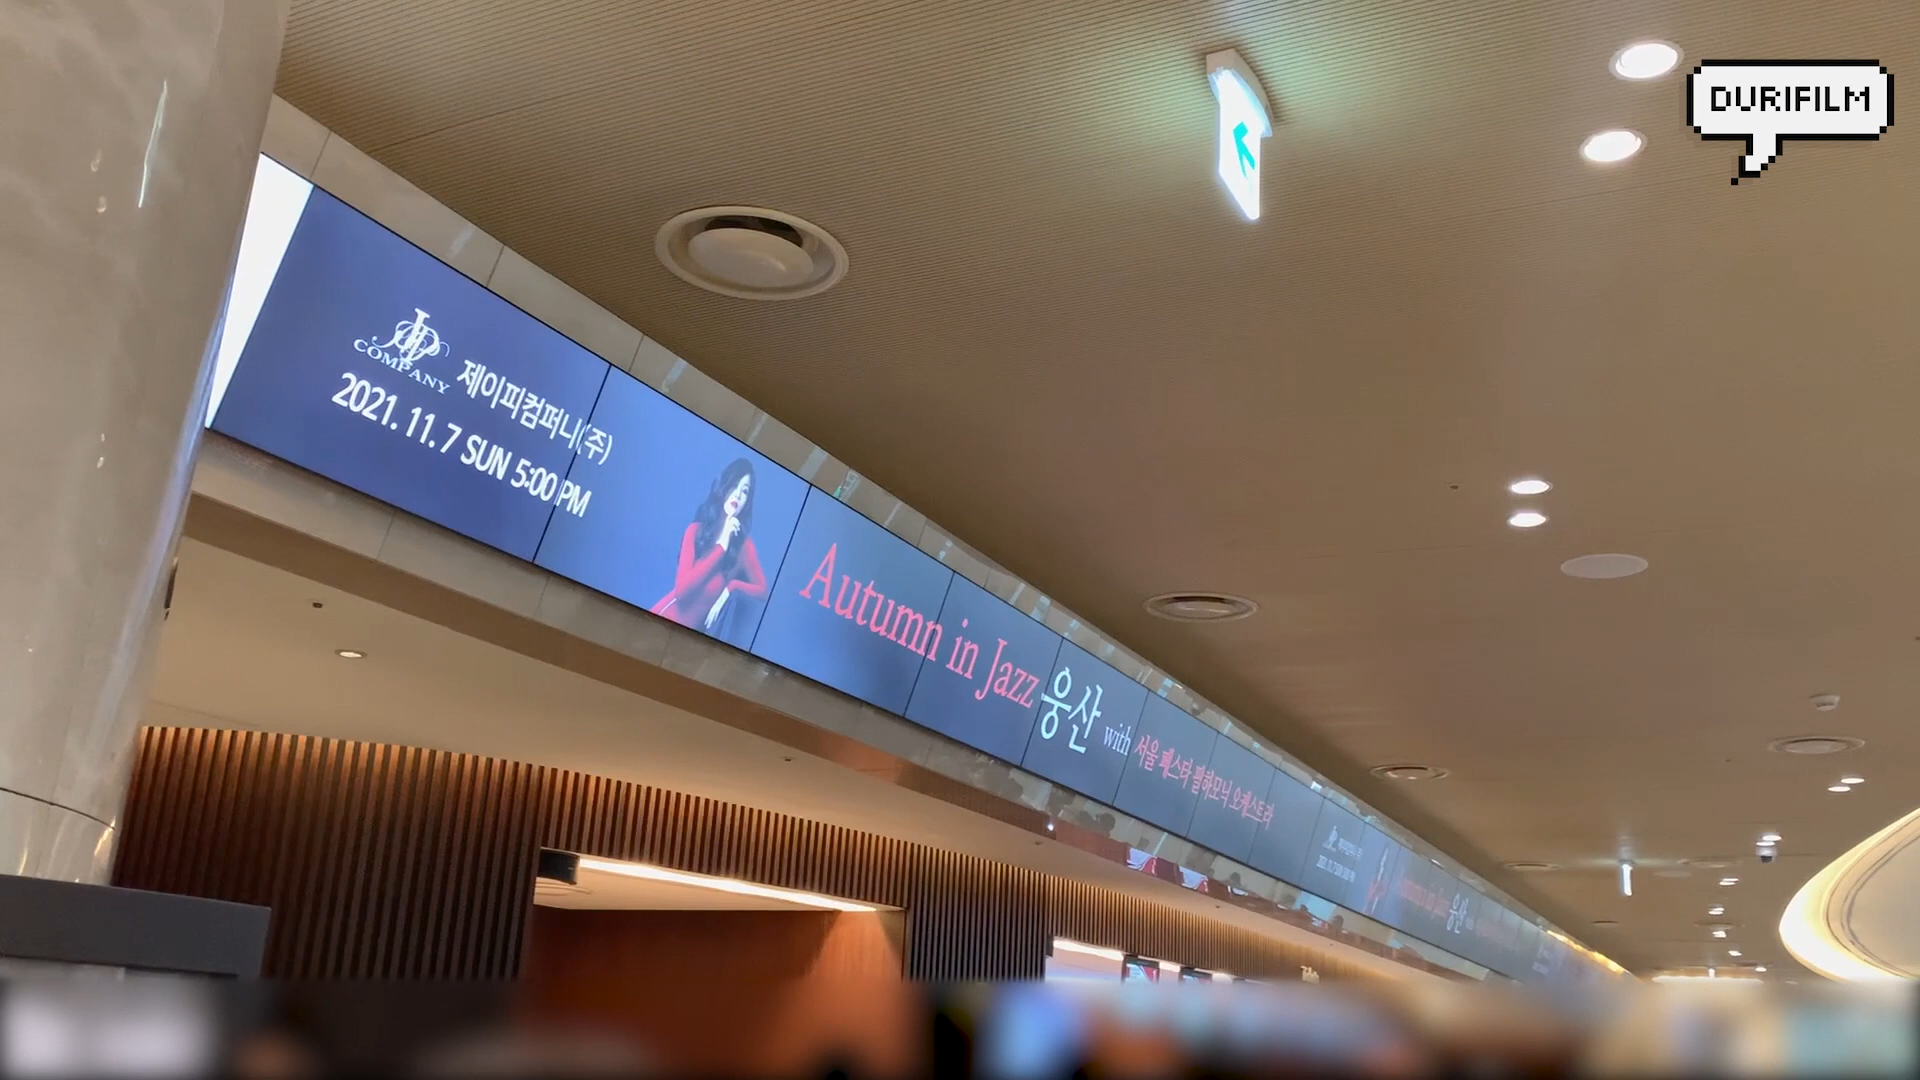 DURIFILM
JP
COMPANY
제이피컴퍼니(주)
2021. 11. 7 SUN 5:00 PM
Autumn in Jazz 웅산 with 서울 페스타 필하모닉 오케스트라